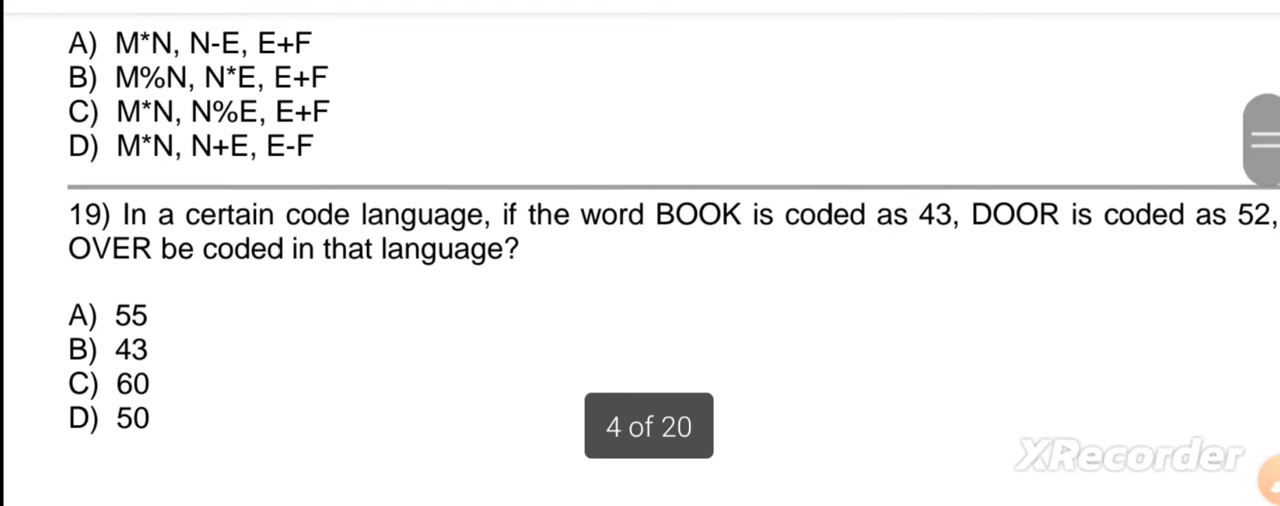 A) M*N, N-E, E+F
B) M%N, N*E, E+F
C) M*N, N%E, E+F
D) M*N, N+E, E-F
19) In a certain code language, if the word BOOK is coded as 43, DOOR is coded as 52,
OVER be coded in that language?
A) 55
B) 43
C) 60
D) 50
4 of 20
XRecorder